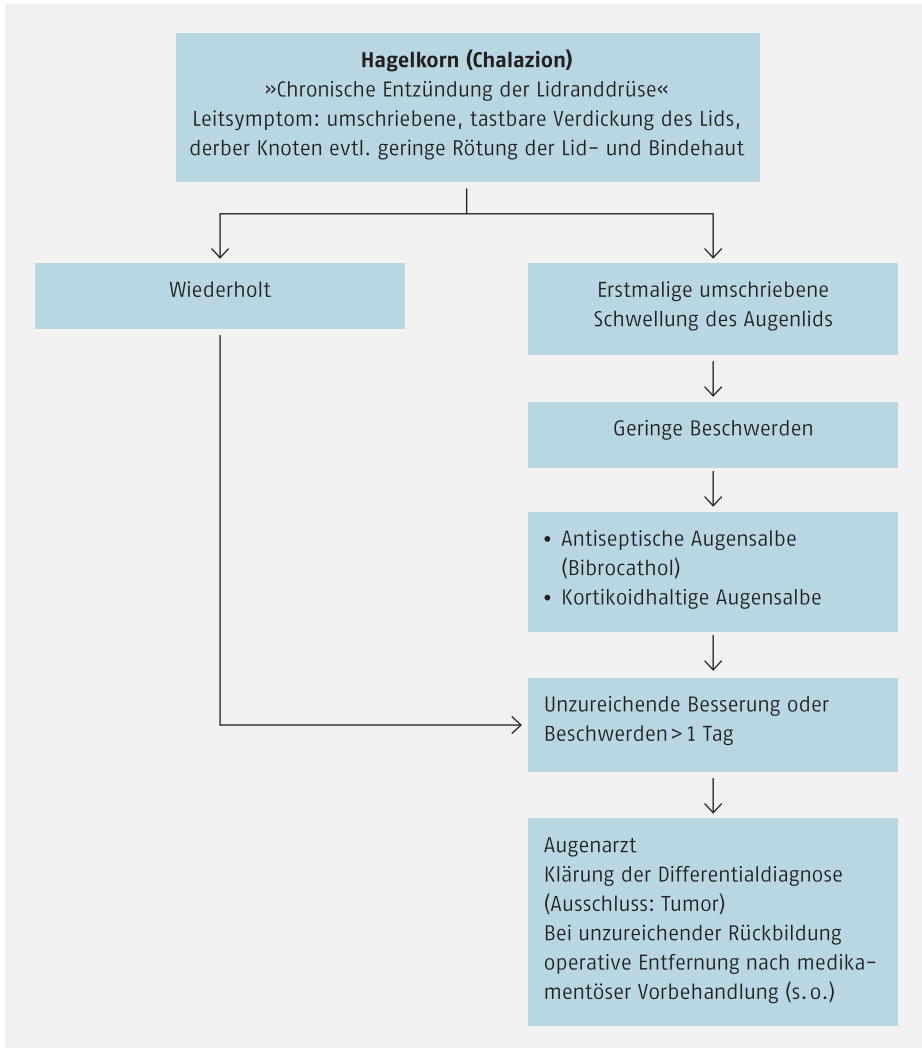 Hagelkorn (Chalazion)
»Chronische Entzündung der Lidranddrüse«
Leitsymptom: umschriebene, tastbare Verdickung des Lids,
derber Knoten evtl. geringe Rötung der Lid- und Bindehaut
Wiederholt
Erstmalige umschriebene
Schwellung des Augenlids
Geringe Beschwerden
• Antiseptische Augensalbe
(Bibrocathol)
• Kortikoidhaltige Augensalbe
Unzureichende Besserung oder
Beschwerden > 1 Tag
Augenarzt
Klärung der Differentialdiagnose
(Ausschluss: Tumor)
Bei unzureichender Rückbildung
operative Entfernung nach medika-
mentöser Vorbehandlung (s. o.)